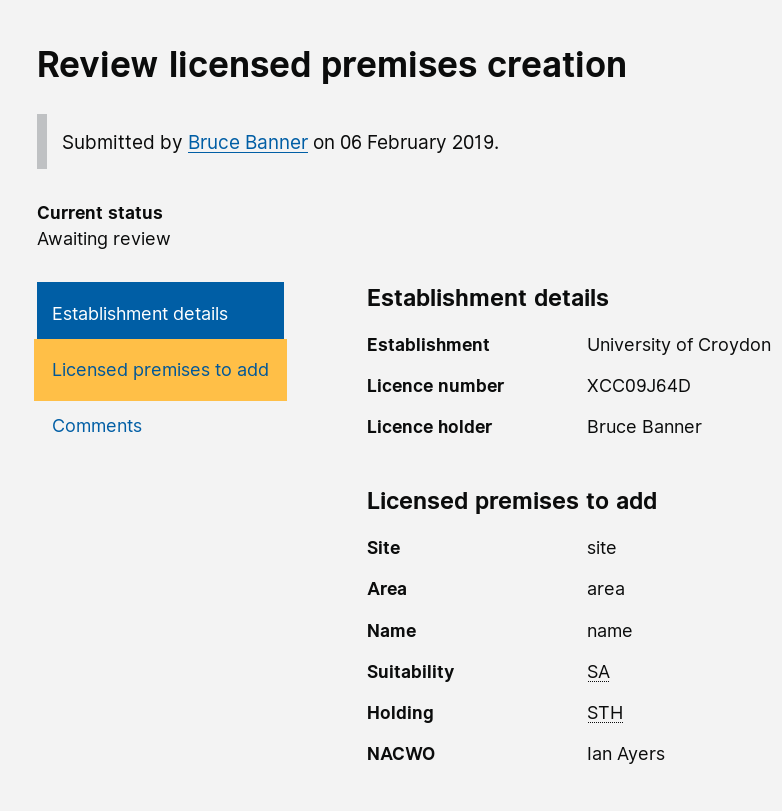 Review licensed premises creation
Submitted by Bruce Banner on 06 February 2019.
Current status
Awaiting review
Establishment details
Licensed premises to add
Comments
Establishment details
Establishment University of Croydon
Licence number XCC09J64D
Licence holder Bruce Banner
Licensed premises to add
Site site
Area area
Name name
Suitability SA
Holding STH
NACWO Ian Ayers